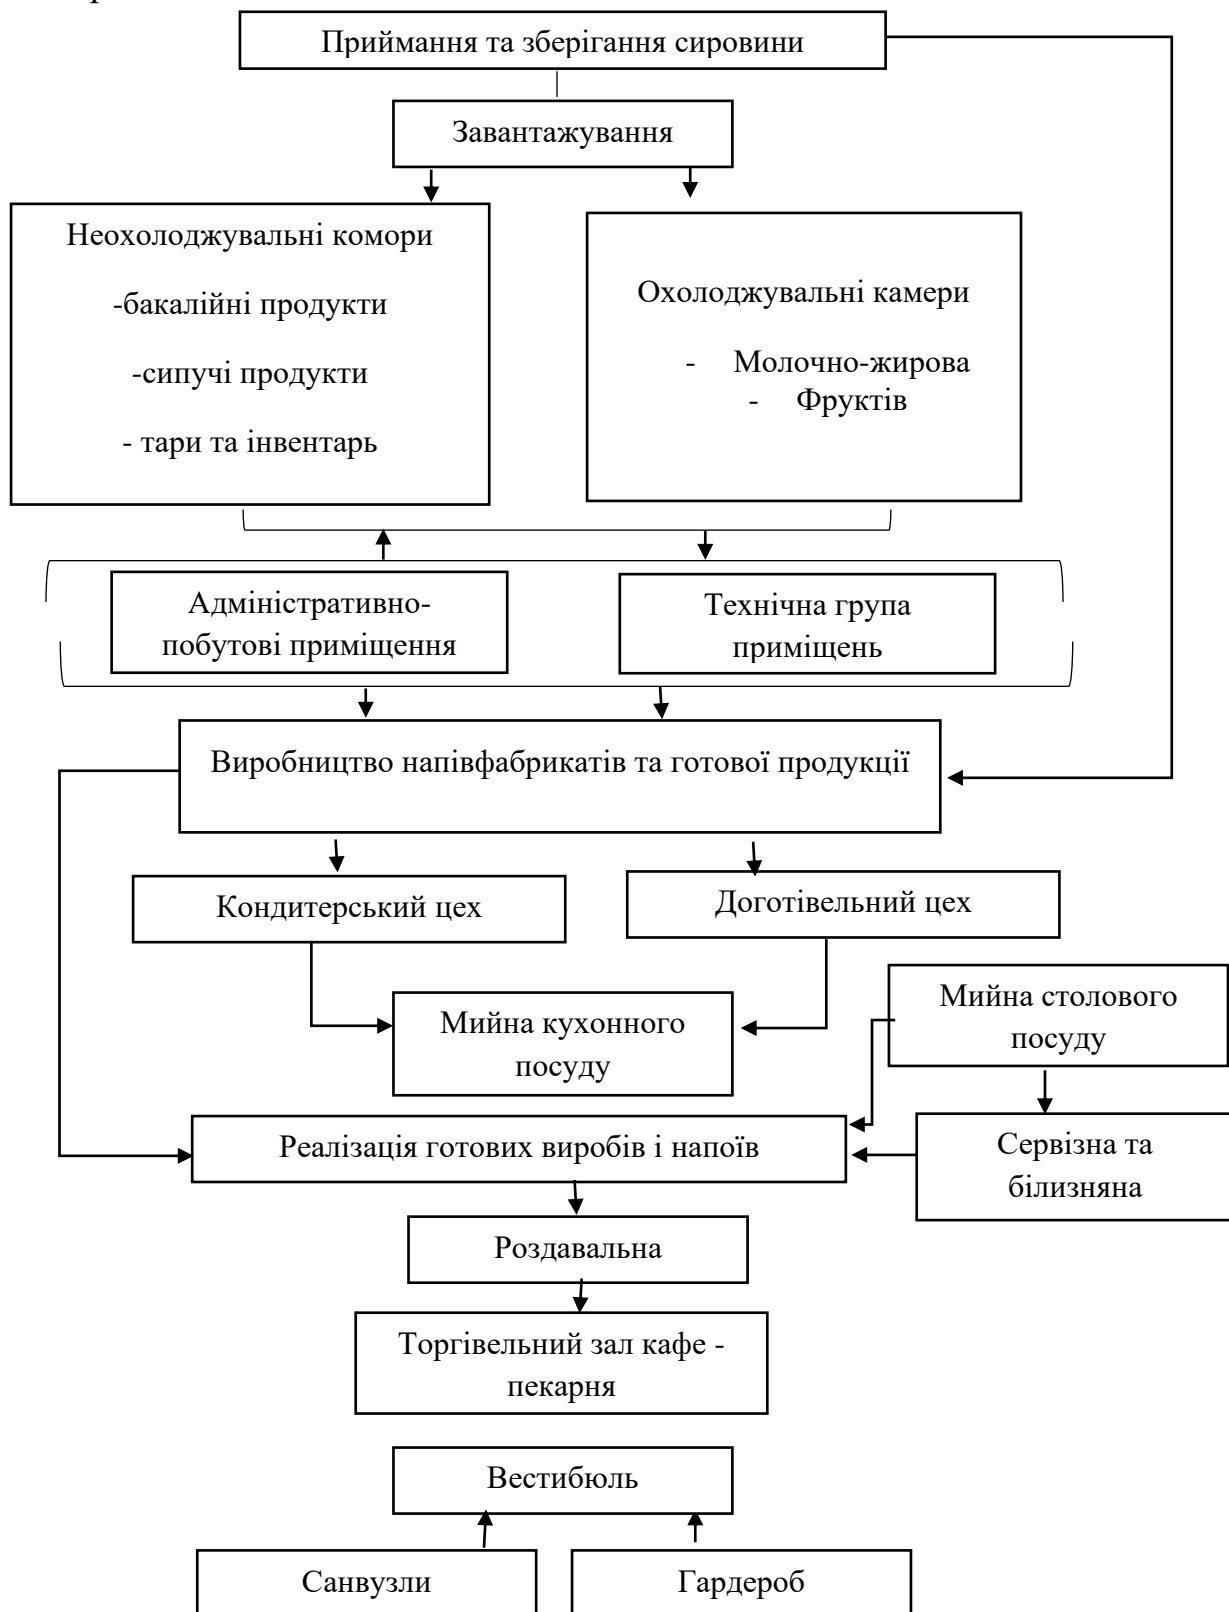 Приймання та зберігання сировини
Завантажування
Неохолоджувальні комори
-бакалійні продукти
-сипучі продукти
- тари та інвентарь
Охолоджувальні камери
- Молочно-жирова
- Фруктів
Адміністративно-
побутові приміщення
Технічна група
приміщень
Виробництво напівфабрикатів та готової продукції
Кондитерський цех
Доготівельний цех
Мийна кухонного
посуду
Мийна столового
посуду
Реалізація готових виробів і напоїв
Сервізна та
білизняна
Роздавальна
Торгівельний зал кафе -
пекарня
Вестибюль
Санвузли
Гардероб